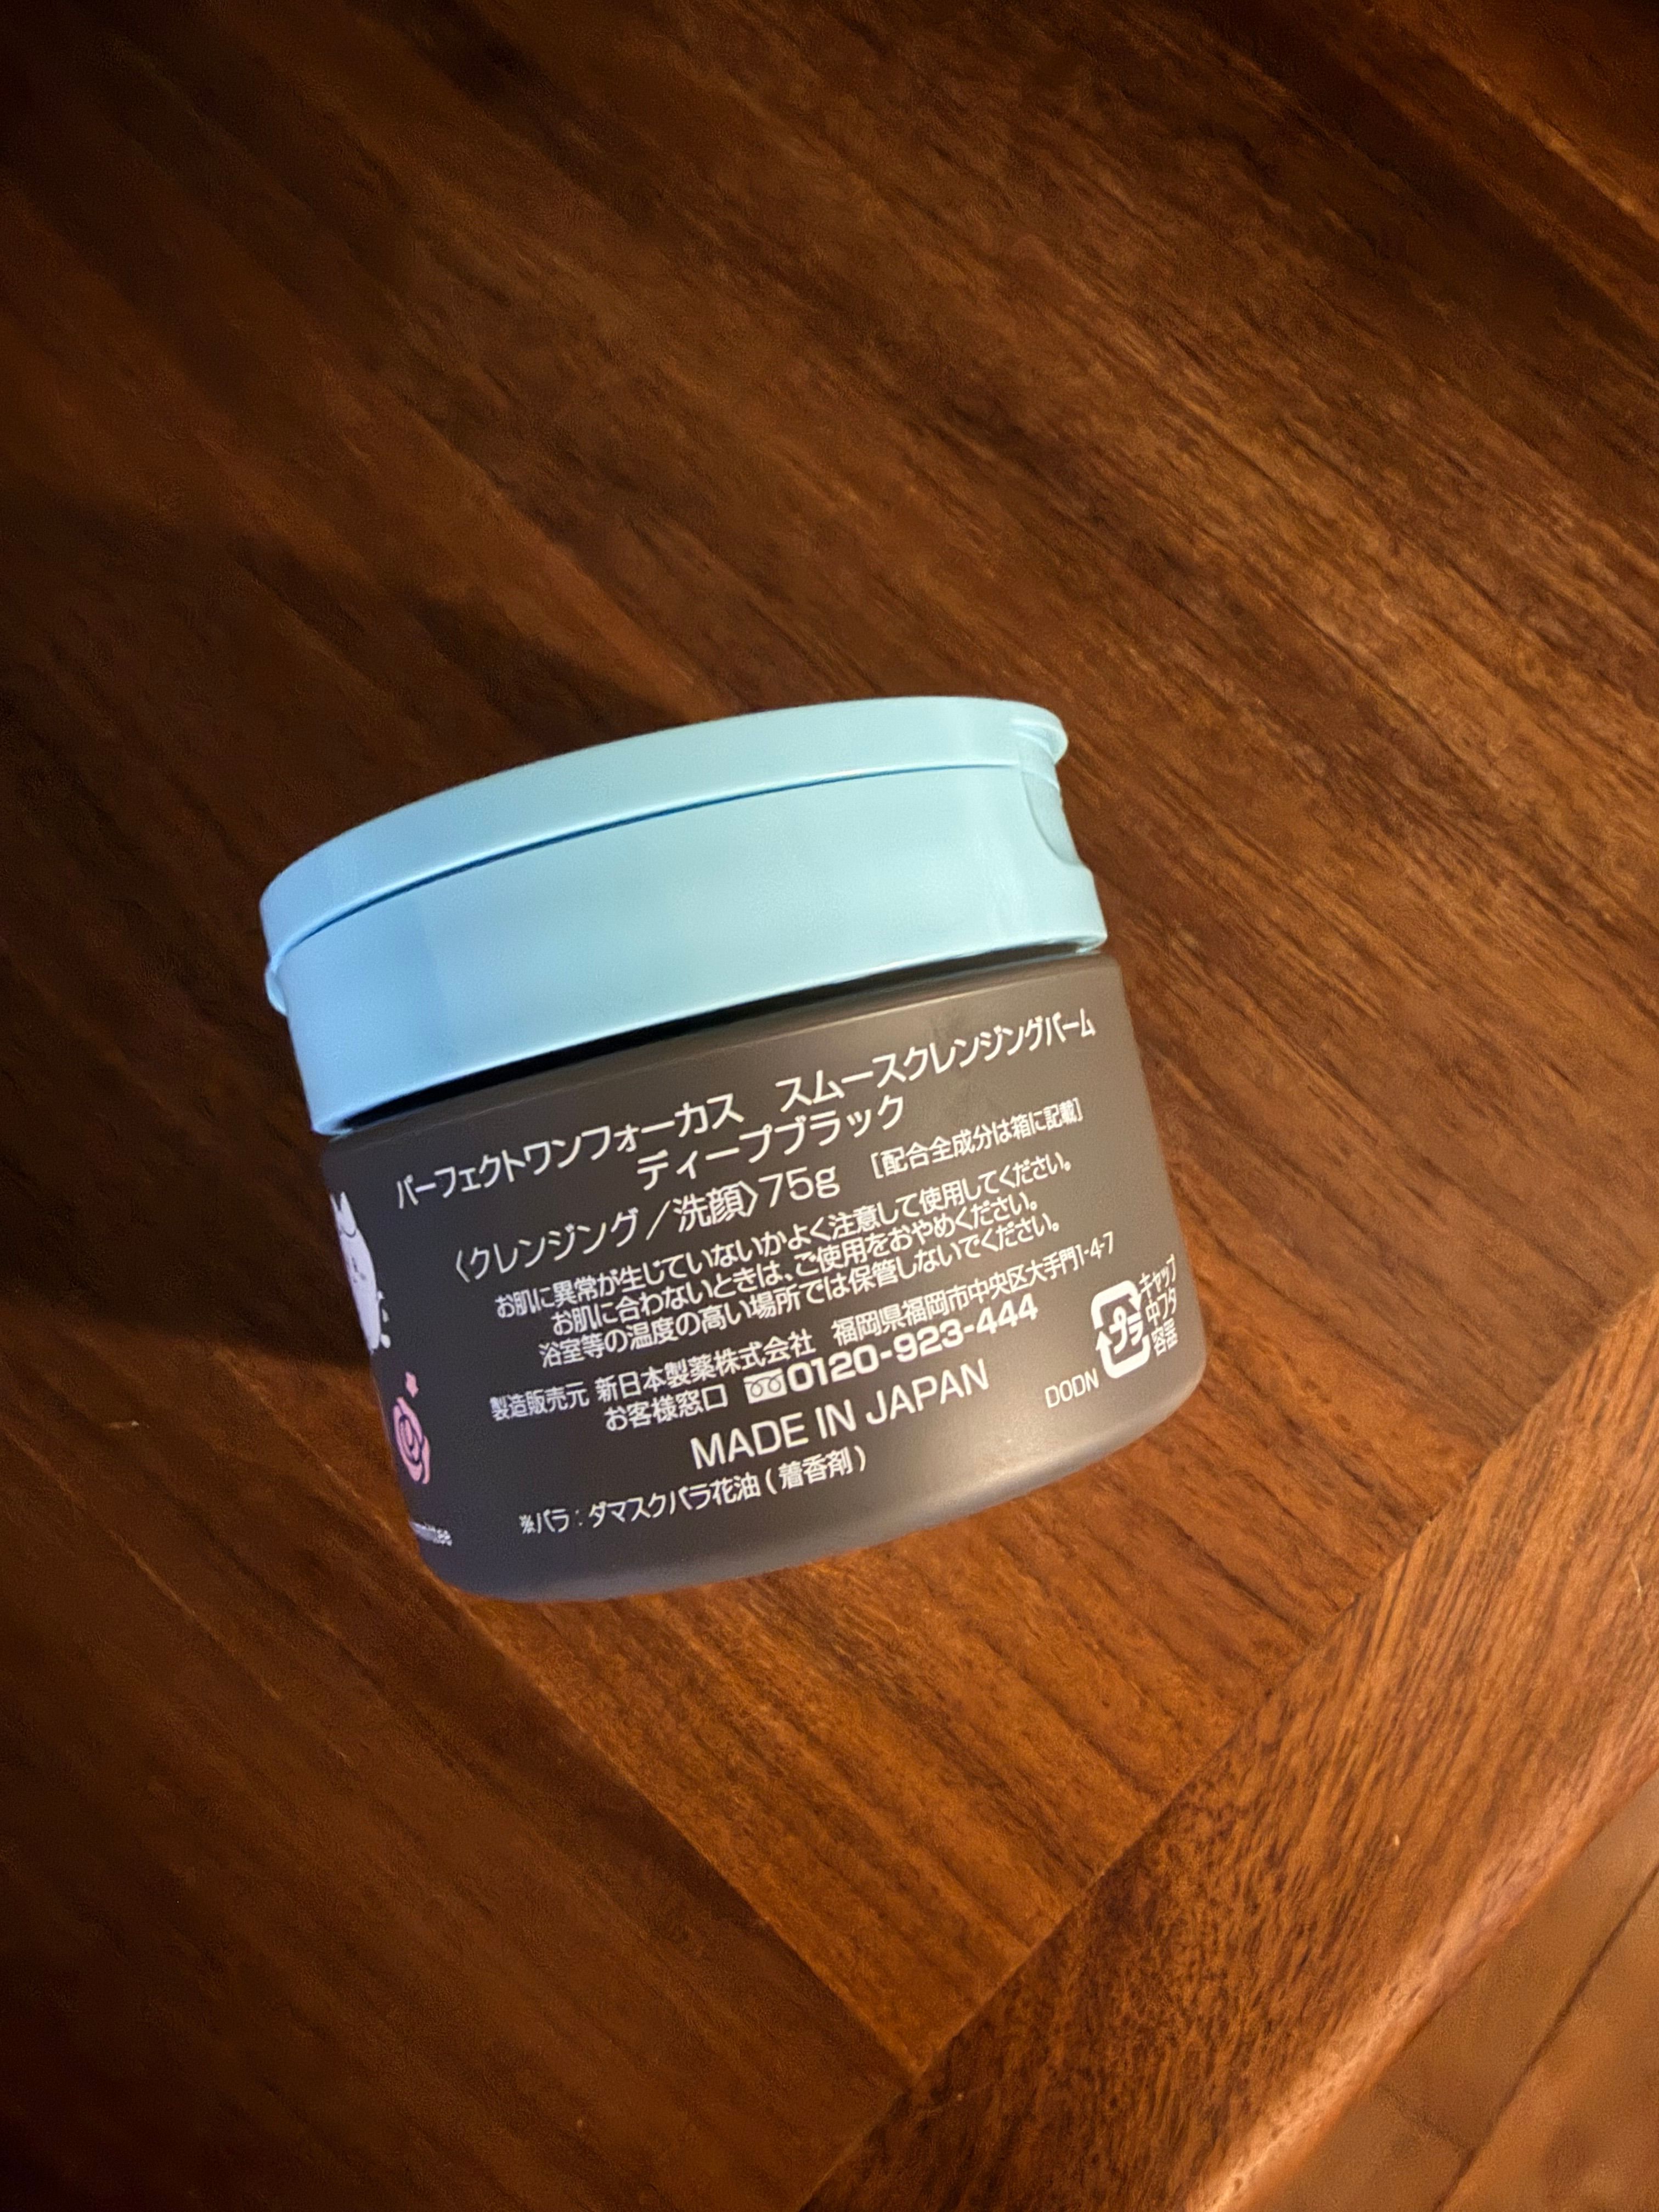 パーフェクトワンフォーカス　スムースクレンジングバーム
ディープブラック
〈クレンジング／洗顔〉75g　[配合全成分は箱に記載]
お肌に異常が生じていないかよく注意して使用してください。
お肌に合わないときは、ご使用をおやめください。
浴室等の温度の高い場所では保管しないでください。
製造販売元 新日本製薬株式会社　福岡県福岡市中央区大手門1-4-7
お客様窓口 0120-923-444
MADE IN JAPAN
DODN
プラ
キャップ
中フタ
容器
※バラ：ダマスクバラ花油(着香剤)